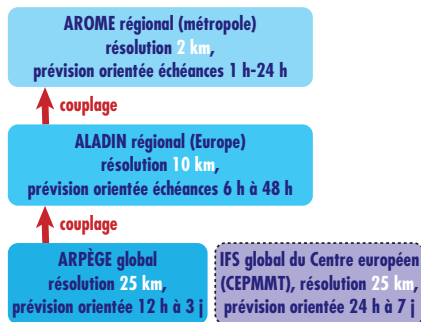 AROME régional (métropole)
résolution 2 km,
prévision orientée échéances 1 h-24 h
couplage
ALADIN régional (Europe)
résolution 10 km,
prévision orientée échéances 6 h à 48 h
couplage
ARPÈGE global
résolution 25 km,
prévision orientée 12 h à 3 j
IFS global du Centre européen
(CEPMMT), résolution 25 km,
prévision orientée 24 h à 7 j